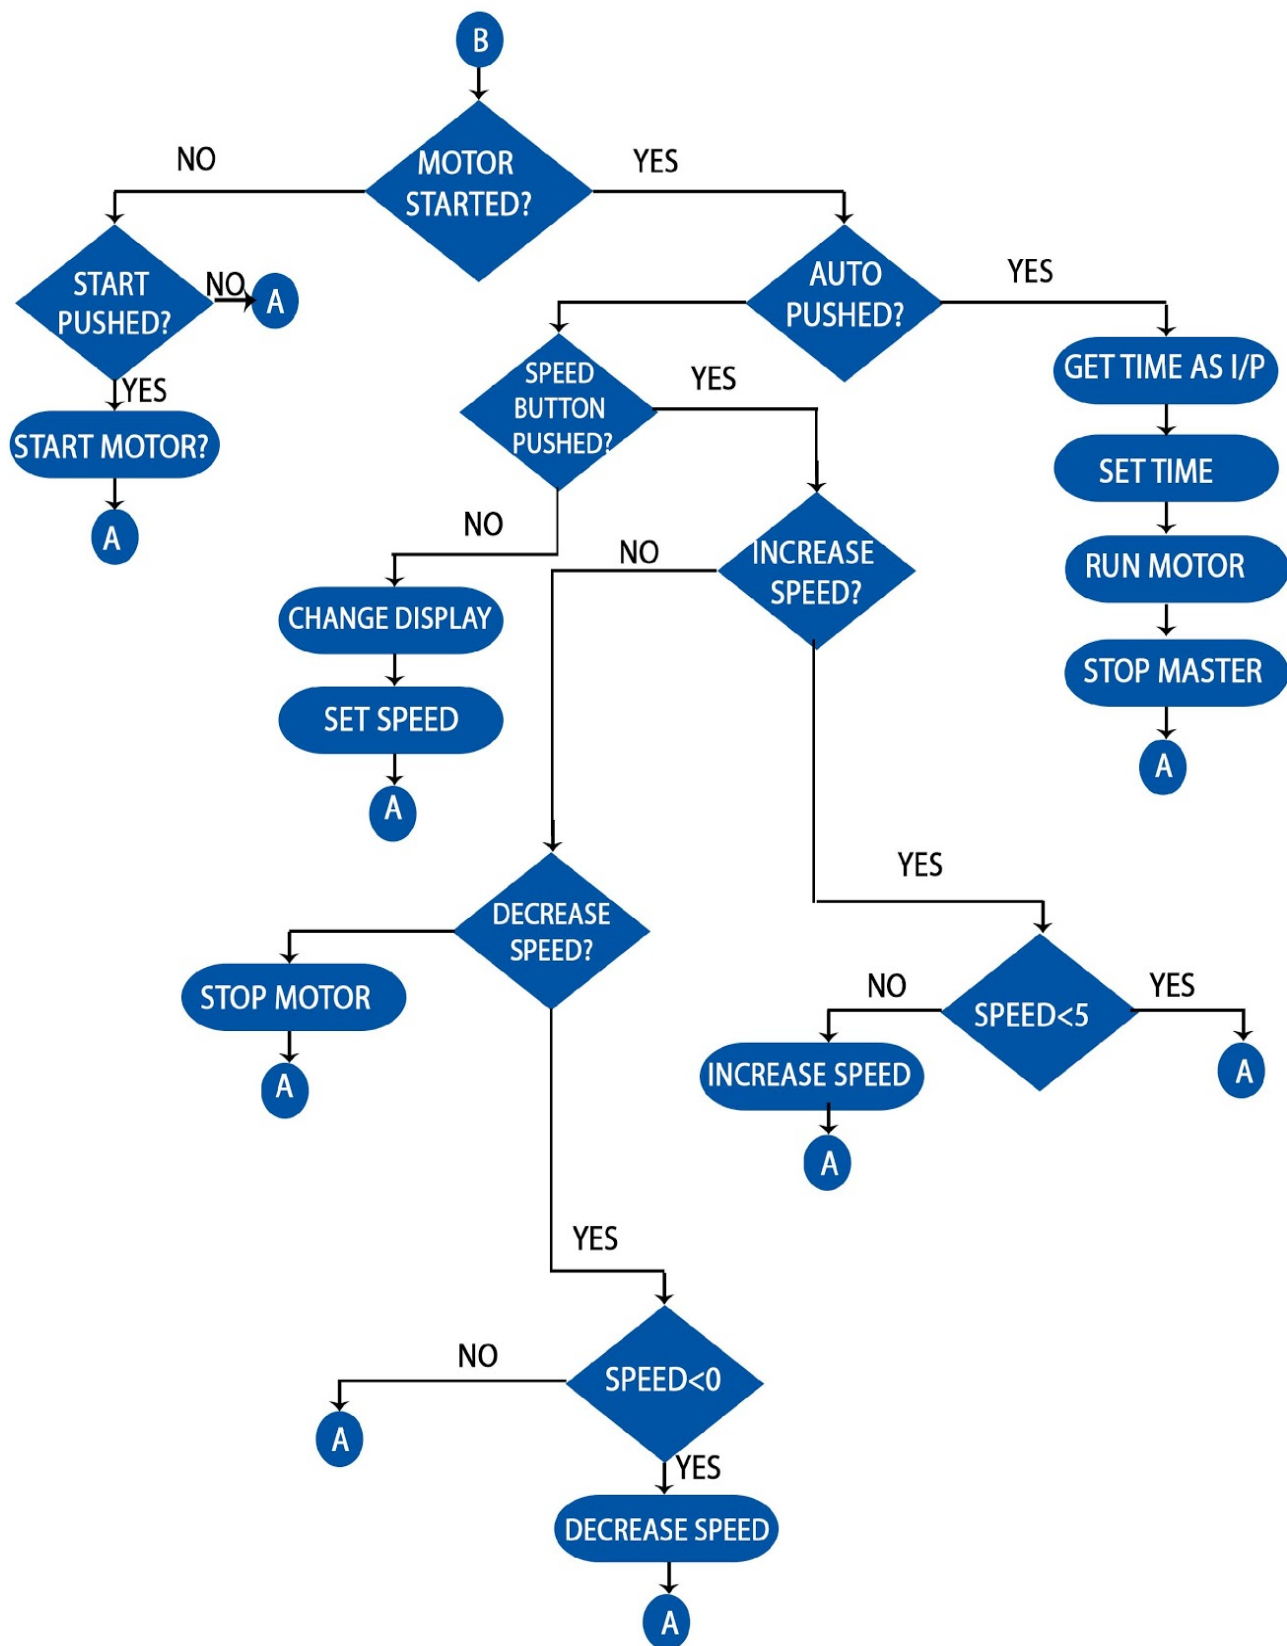 B
MOTOR
STARTED?
NO
YES
START
PUSHED?
NO
A
YES
START MOTOR?
A
AUTO
PUSHED?
YES
GET TIME AS I/P
SET TIME
RUN MOTOR
STOP MASTER
A
SPEED
BUTTON
PUSHED?
YES
NO
CHANGE DISPLAY
SET SPEED
A
INCREASE
SPEED?
NO
YES
DECREASE
SPEED?
STOP MOTOR
A
SPEED<5
NO
YES
INCREASE SPEED
A
A
YES
SPEED<0
NO
A
YES
DECREASE SPEED
A